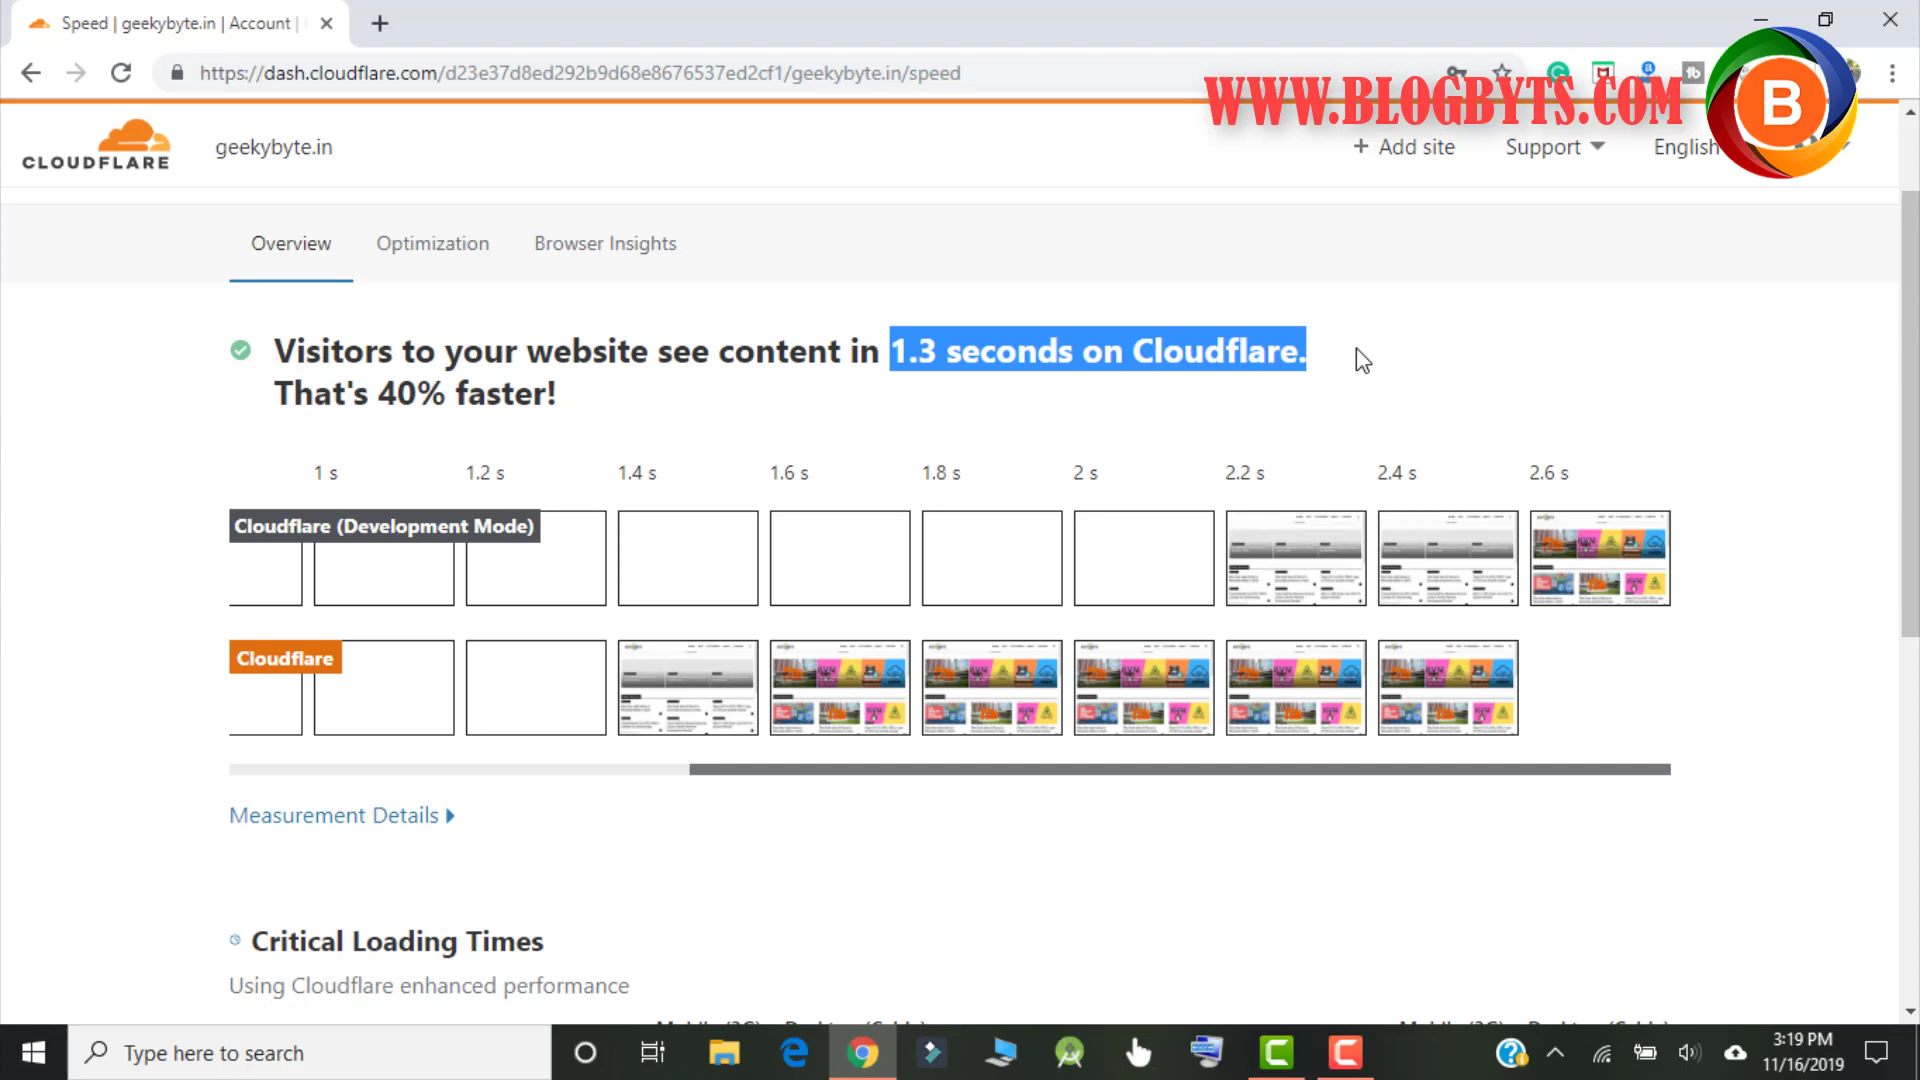 Speed | geekybyte.in | Account |
https://dash.cloudflare.com/d23e37d8ed292b9d68e8676537ed2cf1/geekybyte.in/speed
WWW.BLOGBYTS.COM
B
CLOUDFLARE
geekybyte.in
+ Add site
Support
English
Overview
Optimization
Browser Insights
Visitors to your website see content in 1.3 seconds on Cloudflare.
That's 40% faster!
1 s
1.2 s
1.4 s
1.6 s
1.8 s
2 s
2.2 s
2.4 s
2.6 s
Cloudflare (Development Mode)
Cloudflare
Measurement Details
Critical Loading Times
Using Cloudflare enhanced performance
Type here to search
3:19 PM
11/16/2019